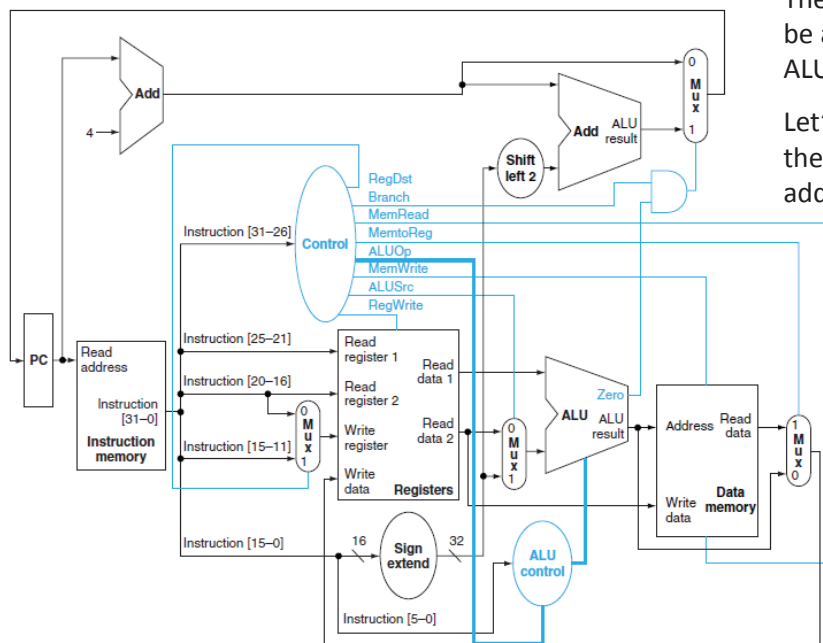 The
be a
ALU
Let'
the
add
Add
4
Add
ALU
result
0
M
u
x
1
Shift
left 2
RegDst
Branch
MemRead
MemtoReg
ALUOp
MemWrite
ALUSrc
RegWrite
Control
Instruction [31–26]
Instruction [25–21]
Instruction [20–16]
Instruction [15–11]
Instruction [15–0]
Instruction [5–0]
PC
Read
address
Instruction
[31–0]
Instruction
memory
0
M
u
x
1
Read
register 1
Read
register 2
Write
register
Write
data
Read
data 1
Read
data 2
Registers
0
M
u
x
1
Zero
ALU
ALU
result
Address
Read
data
Write
data
Data
memory
1
M
u
x
0
16
Sign
extend
32
ALU
control